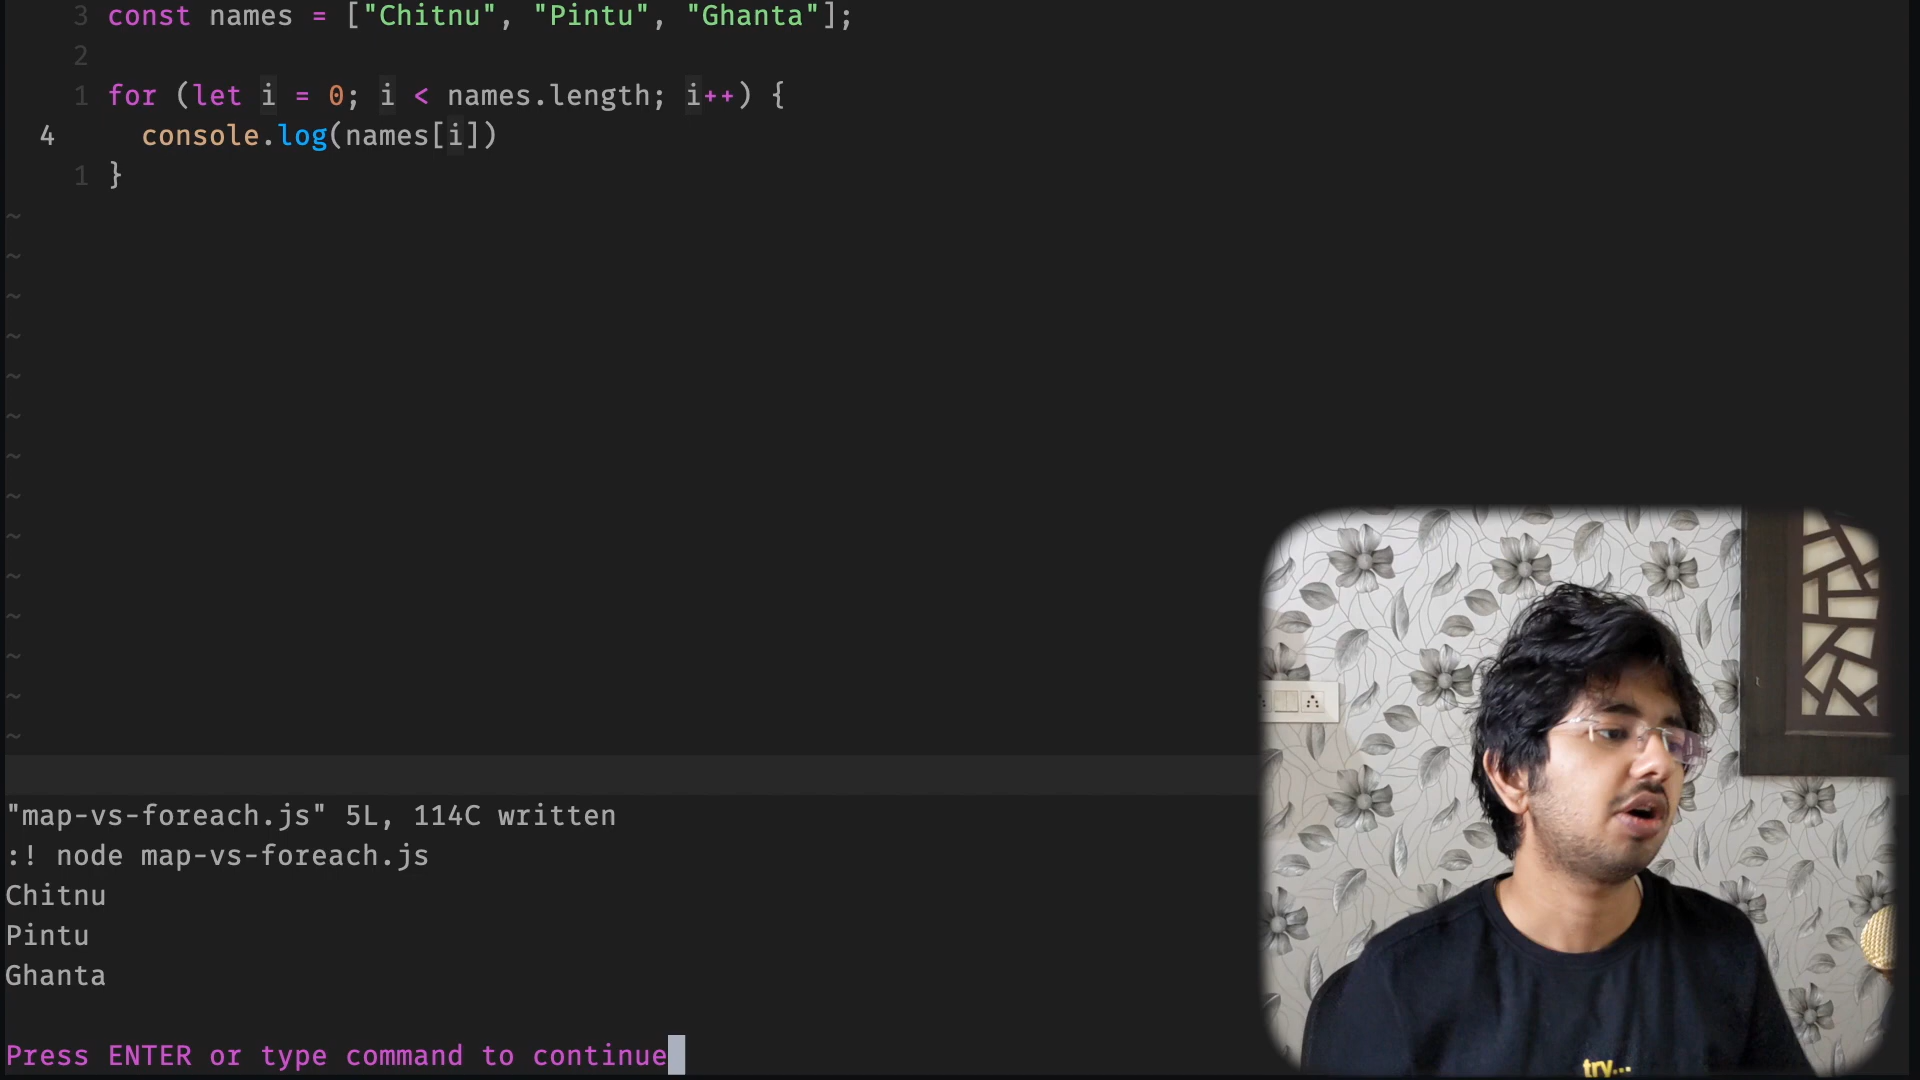 3 const names = ["Chitnu", "Pintu", "Ghanta"];
2
1 for (let i = 0; i < names.length; i++) {
4 console.log(names[i])
1 }
~
~
~
~
~
~
~
~
~
~
~
~
~
~
"map-vs-foreach.js" 5L, 114C written
:! node map-vs-foreach.js
Chitnu
Pintu
Ghanta
Press ENTER or type command to continue
try...